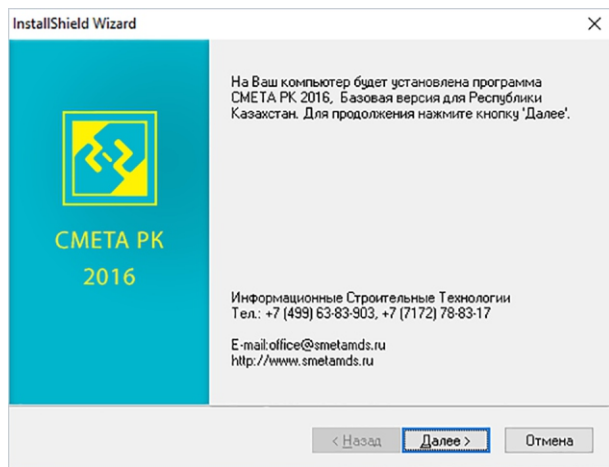 InstallShield Wizard
На Ваш компьютер будет установлена программа
СМЕТА РК 2016, Базовая версия для Республики
Казахстан. Для продолжения нажмите кнопку 'Далее'.
СМЕТА РК
2016
Информационные Строительные Технологии
Тел.: +7 (499) 63-83-903, +7 (7172) 78-83-17
E-mail:office@smetamds.ru
http://www.smetamds.ru
< Назад
Далее >
Отмена